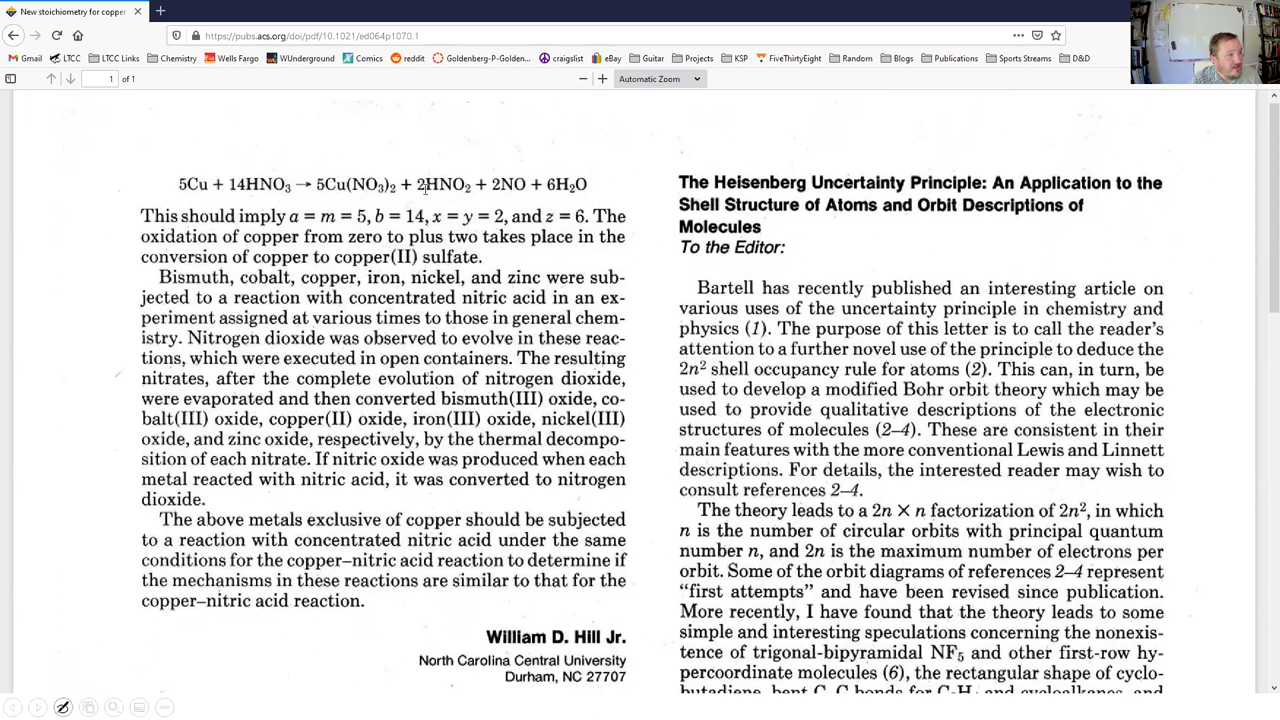 New stoichiometry for copper
https://pubs.acs.org/doi/pdf/10.1021/ed064p1070.1
Gmail LTCC LTCC Links Chemistry Wells Fargo WUnderground Comics reddit Goldenberg-P-Golden... craigslist eBay Guitar Projects KSP FiveThirtyEight Random Blogs Publications Sports Streams D&D
1 of 1 Automatic Zoom
5Cu + 14HNO₃ → 5Cu(NO₃)₂ + 2HNO₂ + 2NO + 6H₂O
This should imply a = m = 5, b = 14, x = y = 2, and z = 6. The
oxidation of copper from zero to plus two takes place in the
conversion of copper to copper(II) sulfate.
Bismuth, cobalt, copper, iron, nickel, and zinc were sub-
jected to a reaction with concentrated nitric acid in an ex-
periment assigned at various times to those in general chem-
istry. Nitrogen dioxide was observed to evolve in these reac-
tions, which were executed in open containers. The resulting
nitrates, after the complete evolution of nitrogen dioxide,
were evaporated and then converted bismuth(III) oxide, co-
balt(III) oxide, copper(II) oxide, iron(III) oxide, nickel(III)
oxide, and zinc oxide, respectively, by the thermal decompo-
sition of each nitrate. If nitric oxide was produced when each
metal reacted with nitric acid, it was converted to nitrogen
dioxide.
The above metals exclusive of copper should be subjected
to a reaction with concentrated nitric acid under the same
conditions for the copper–nitric acid reaction to determine if
the mechanisms in these reactions are similar to that for the
copper–nitric acid reaction.
William D. Hill Jr.
North Carolina Central University
Durham, NC 27707
The Heisenberg Uncertainty Principle: An Application to the
Shell Structure of Atoms and Orbit Descriptions of
Molecules
To the Editor:
Bartell has recently published an interesting article on
various uses of the uncertainty principle in chemistry and
physics (1). The purpose of this letter is to call the reader's
attention to a further novel use of the principle to deduce the
2n² shell occupancy rule for atoms (2). This can, in turn, be
used to develop a modified Bohr orbit theory which may be
used to provide qualitative descriptions of the electronic
structures of molecules (2–4). These are consistent in their
main features with the more conventional Lewis and Linnett
descriptions. For details, the interested reader may wish to
consult references 2–4.
The theory leads to a 2n × n factorization of 2n², in which
n is the number of circular orbits with principal quantum
number n, and 2n is the maximum number of electrons per
orbit. Some of the orbit diagrams of references 2–4 represent
“first attempts” and have been revised since publication.
More recently, I have found that the theory leads to some
simple and interesting speculations concerning the nonexis-
tence of trigonal-bipyramidal NF₅ and other first-row hy-
percoordinate molecules (6), the rectangular shape of cyclo-